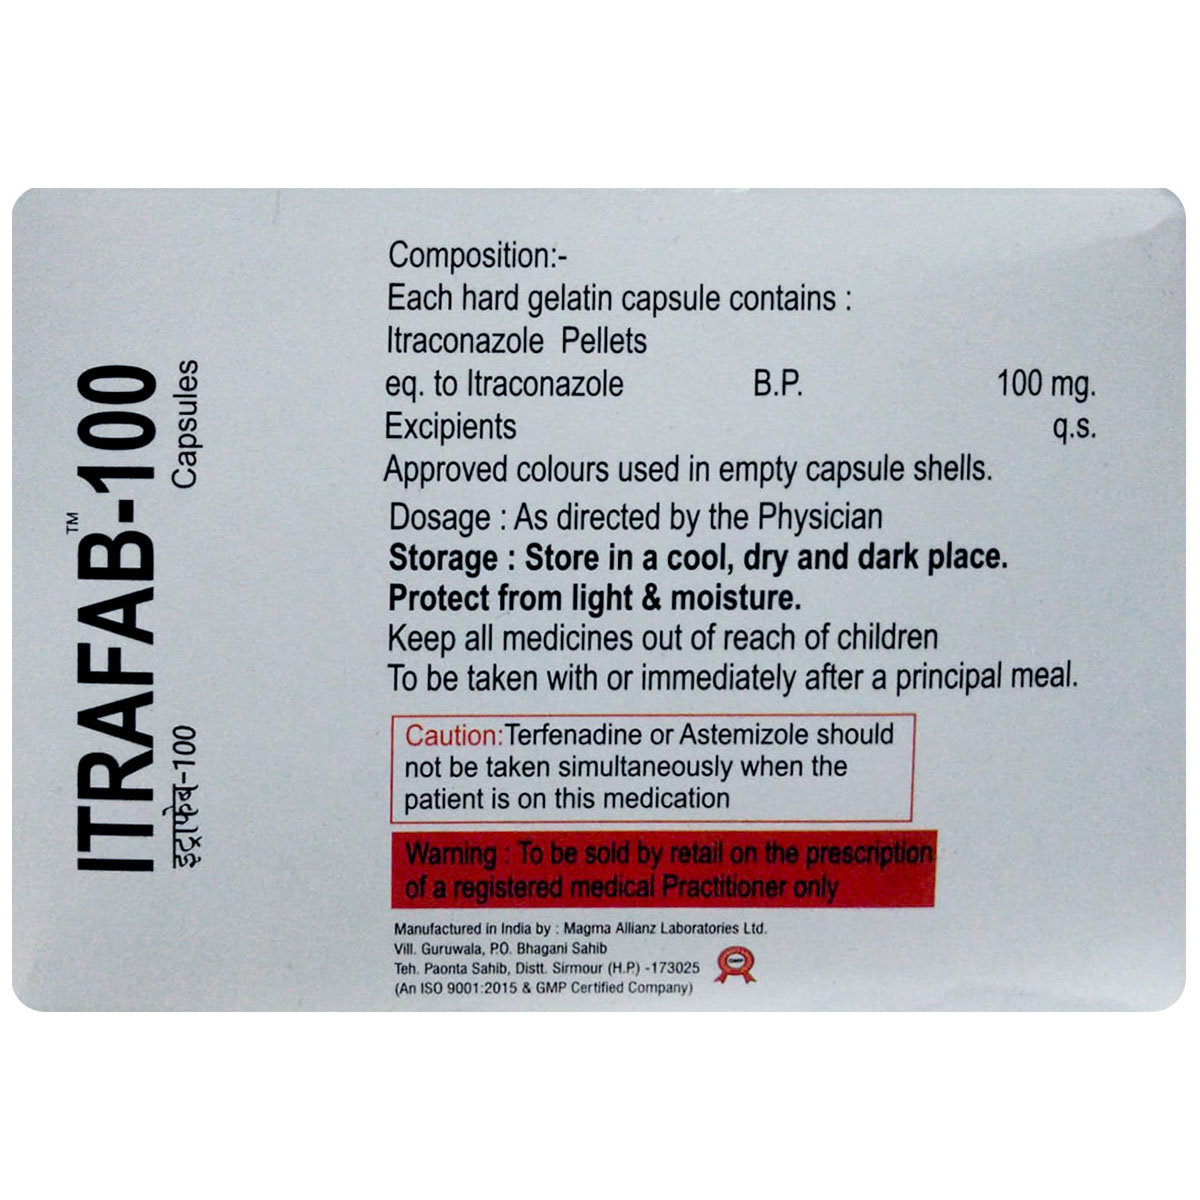 ITRAFAB™-100
Capsules
इट्राफेब-100
Composition:-
Each hard gelatin capsule contains :
Itraconazole Pellets
eq. to Itraconazole B.P. 100 mg.
Excipients q.s.
Approved colours used in empty capsule shells.
Dosage : As directed by the Physician
Storage : Store in a cool, dry and dark place.
Protect from light & moisture.
Keep all medicines out of reach of children
To be taken with or immediately after a principal meal.
Caution:Terfenadine or Astemizole should
not be taken simultaneously when the
patient is on this medication
Warning : To be sold by retail on the prescription
of a registered medical Practitioner only
Manufactured in India by : Magma Allianz Laboratories Ltd.
Vill. Guruwala, P.O. Bhagani Sahib
Teh. Paonta Sahib, Distt. Sirmour (H.P.) -173025
(An ISO 9001:2015 & GMP Certified Company)
GMP